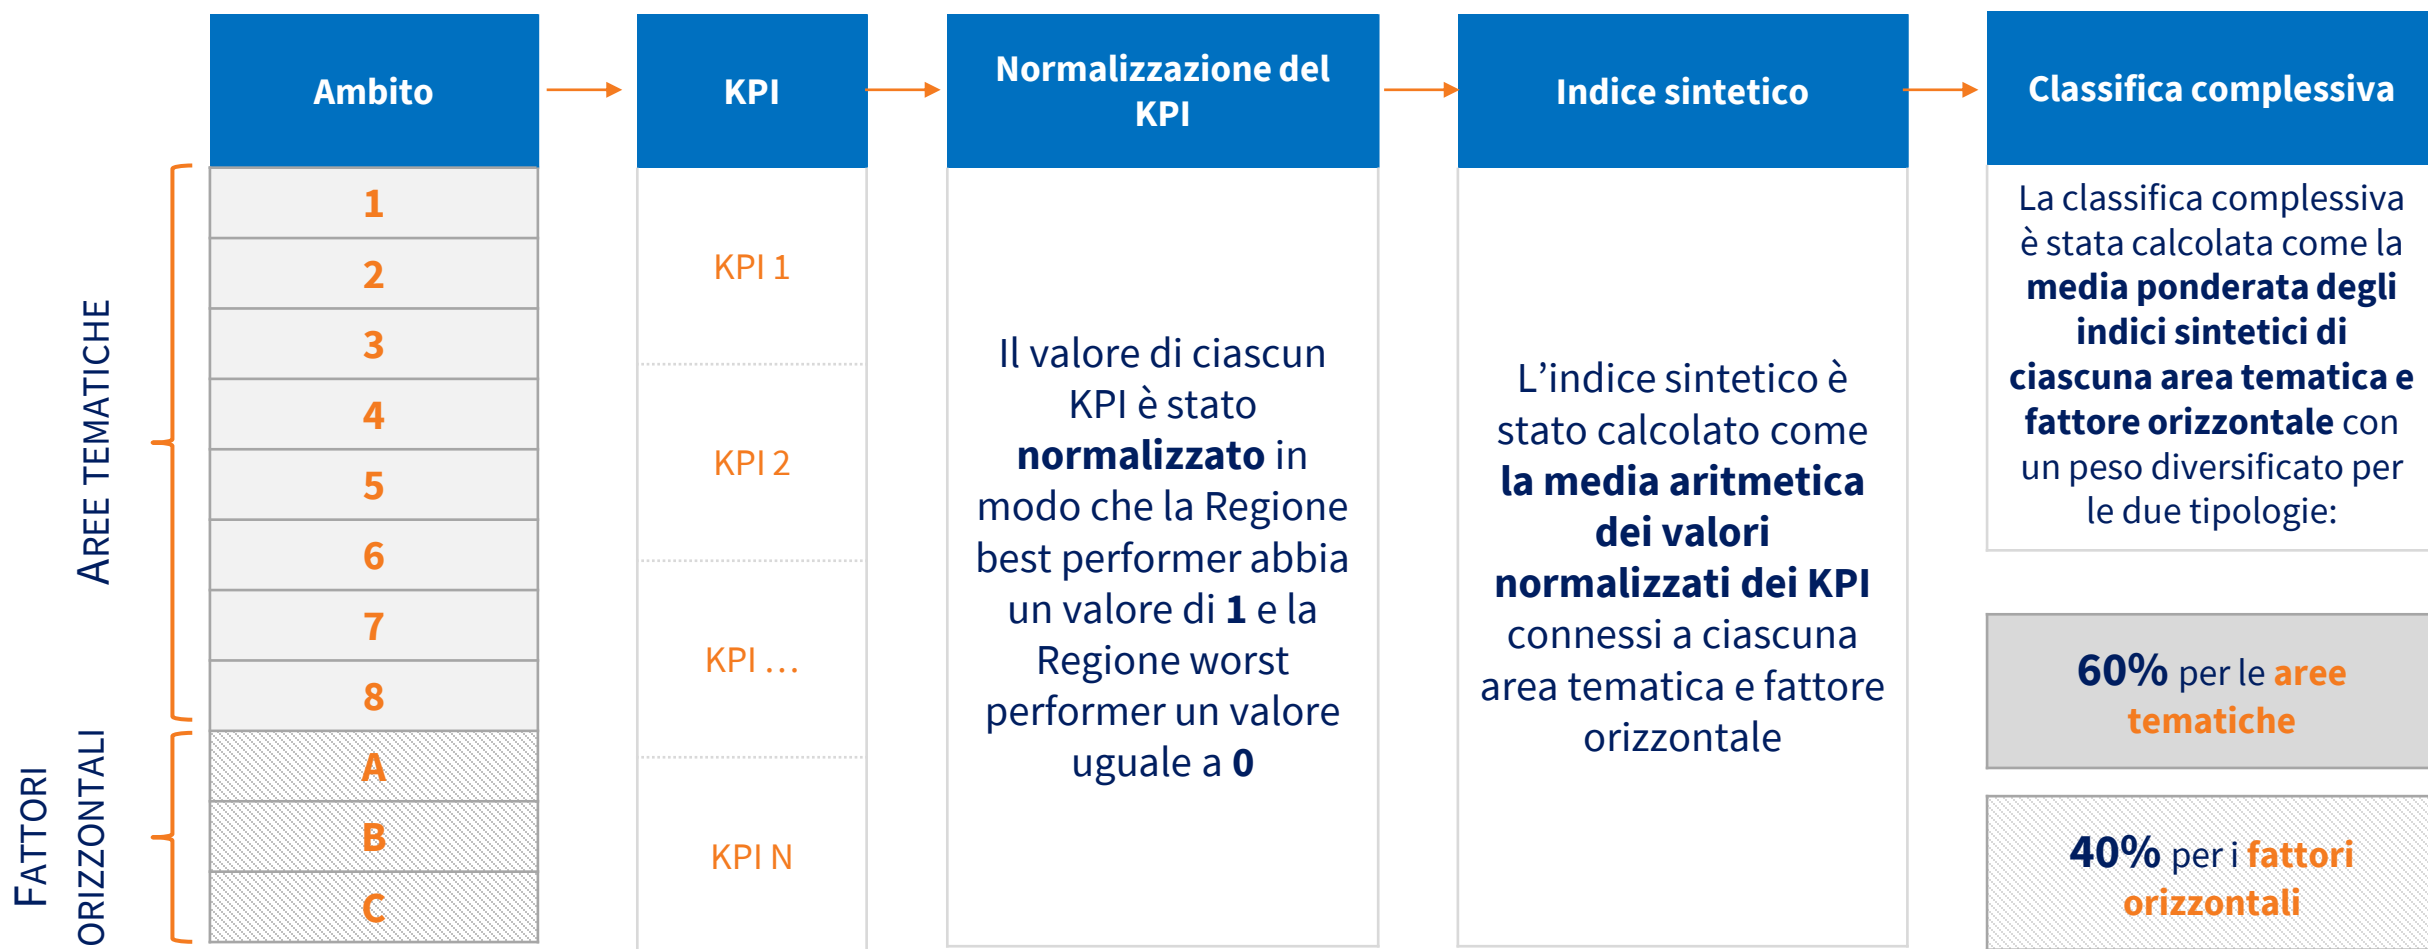 Ambito
KPI
Normalizzazione del
KPI
Indice sintetico
Classifica complessiva
AREE TEMATICHE
1
2
3
4
5
6
7
8
FATTORI
ORIZZONTALI
A
B
C
KPI 1
KPI 2
KPI ...
KPI N
Il valore di ciascun
KPI è stato
normalizzato in
modo che la Regione
best performer abbia
un valore di 1 e la
Regione worst
performer un valore
uguale a 0
L’indice sintetico è
stato calcolato come
la media aritmetica
dei valori
normalizzati dei KPI
connessi a ciascuna
area tematica e fattore
orizzontale
La classifica complessiva
è stata calcolata come la
media ponderata degli
indici sintetici di
ciascuna area tematica e
fattore orizzontale con
un peso diversificato per
le due tipologie:
60% per le aree
tematiche
40% per i fattori
orizzontali